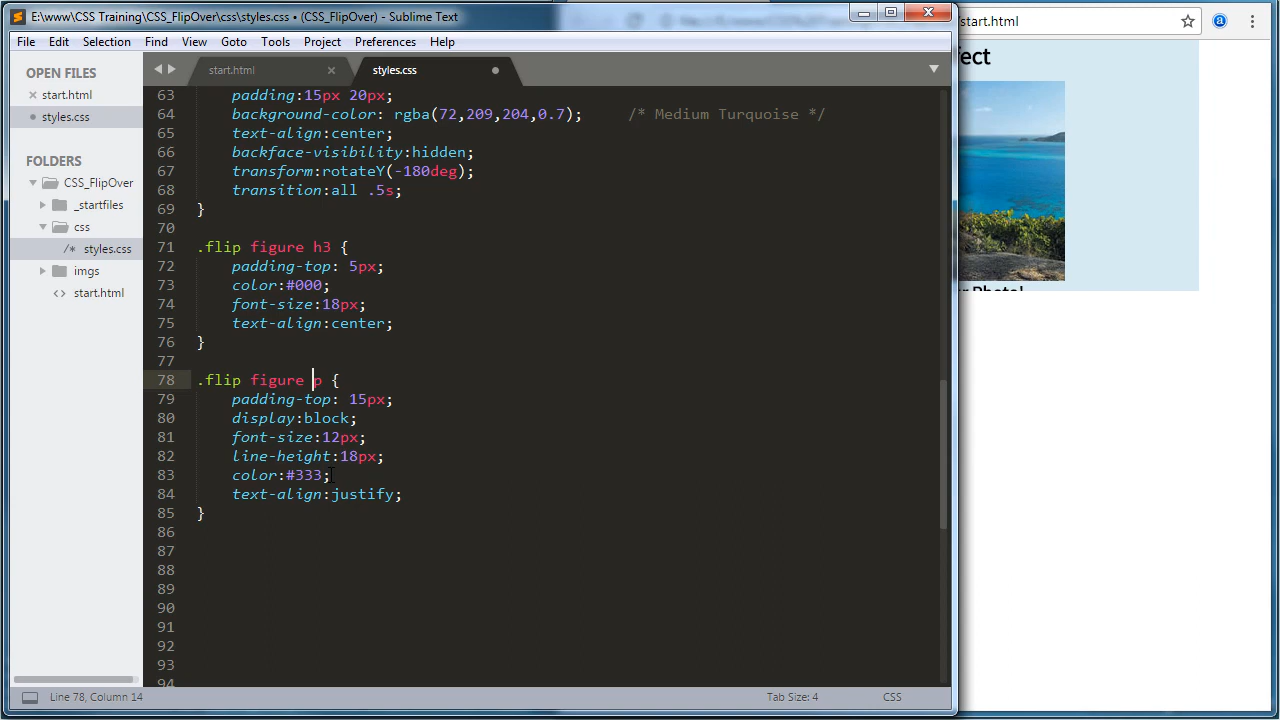 E:\www\CSS Training\CSS_FlipOver\css\styles.css • (CSS_FlipOver) - Sublime Text
File Edit Selection Find View Goto Tools Project Preferences Help
/start.html
OPEN FILES
start.html
styles.css
FOLDERS
CSS_FlipOver
_startfiles
css
/* styles.css
imgs
<> start.html
start.html
styles.css
63 padding:15px 20px;
64 background-color: rgba(72,209,204,0.7); /* Medium Turquoise */
65 text-align:center;
66 backface-visibility:hidden;
67 transform:rotateY(-180deg);
68 transition:all .5s;
69 }
70
71 .flip figure h3 {
72 padding-top: 5px;
73 color:#000;
74 font-size:18px;
75 text-align:center;
76 }
77
78 .flip figure p {
79 padding-top: 15px;
80 display:block;
81 font-size:12px;
82 line-height:18px;
83 color:#333;
84 text-align:justify;
85 }
86
87
88
89
90
91
92
93
94
Line 78, Column 14
Tab Size: 4
CSS
fect
r Photo!